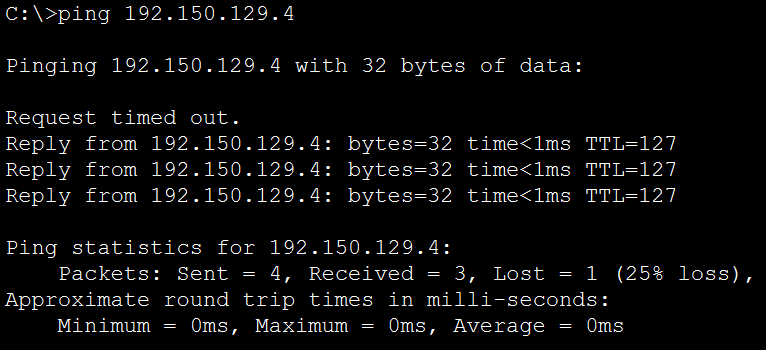 C:\>ping 192.150.129.4
Pinging 192.150.129.4 with 32 bytes of data:
Request timed out.
Reply from 192.150.129.4: bytes=32 time<1ms TTL=127
Reply from 192.150.129.4: bytes=32 time<1ms TTL=127
Reply from 192.150.129.4: bytes=32 time<1ms TTL=127
Ping statistics for 192.150.129.4:
    Packets: Sent = 4, Received = 3, Lost = 1 (25% loss),
Approximate round trip times in milli-seconds:
    Minimum = 0ms, Maximum = 0ms, Average = 0ms